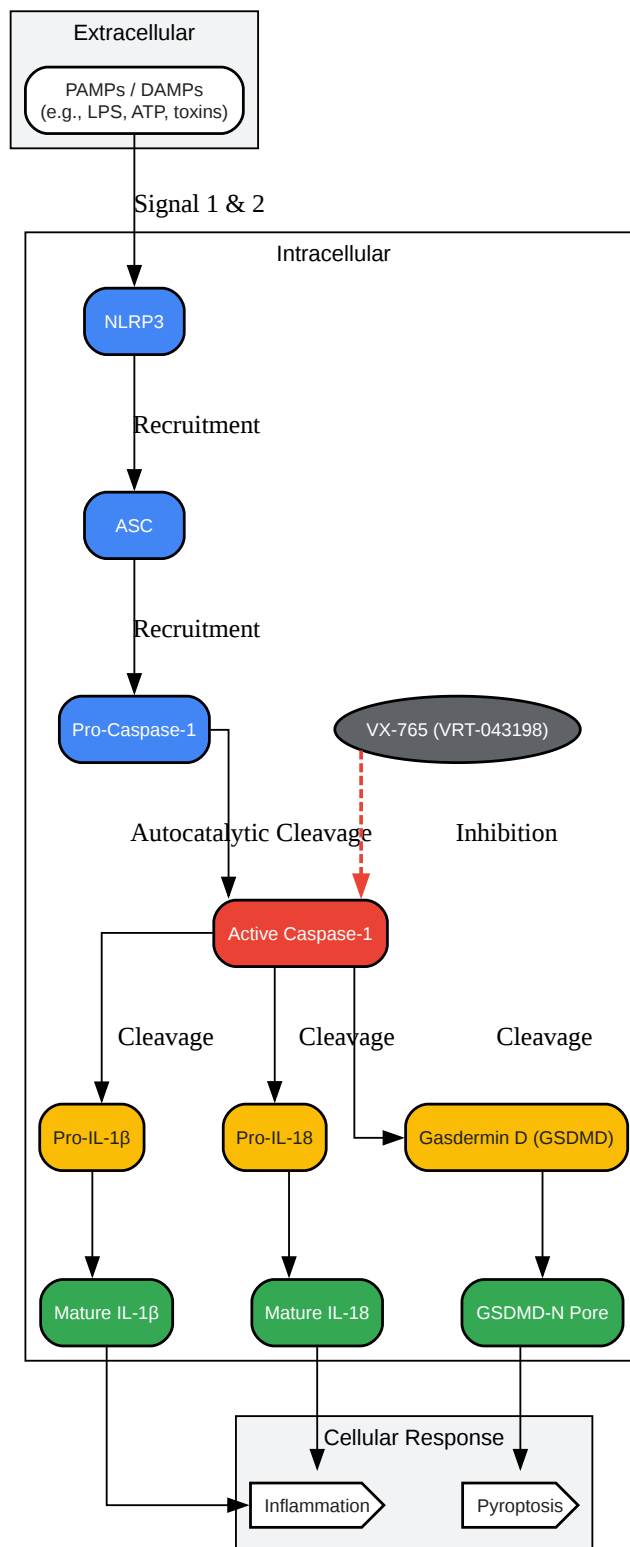 Extracellular
PAMPs / DAMPs
(e.g., LPS, ATP, toxins)
Signal 1 & 2
Intracellular
NLRP3
Recruitment
ASC
Recruitment
Pro-Caspase-1
VX-765 (VRT-043198)
Autocatalytic Cleavage
Inhibition
Active Caspase-1
Cleavage
Cleavage
Cleavage
Pro-IL-1β
Pro-IL-18
Gasdermin D (GSDMD)
Mature IL-1β
Mature IL-18
GSDMD-N Pore
Cellular Response
Inflammation
Pyroptosis